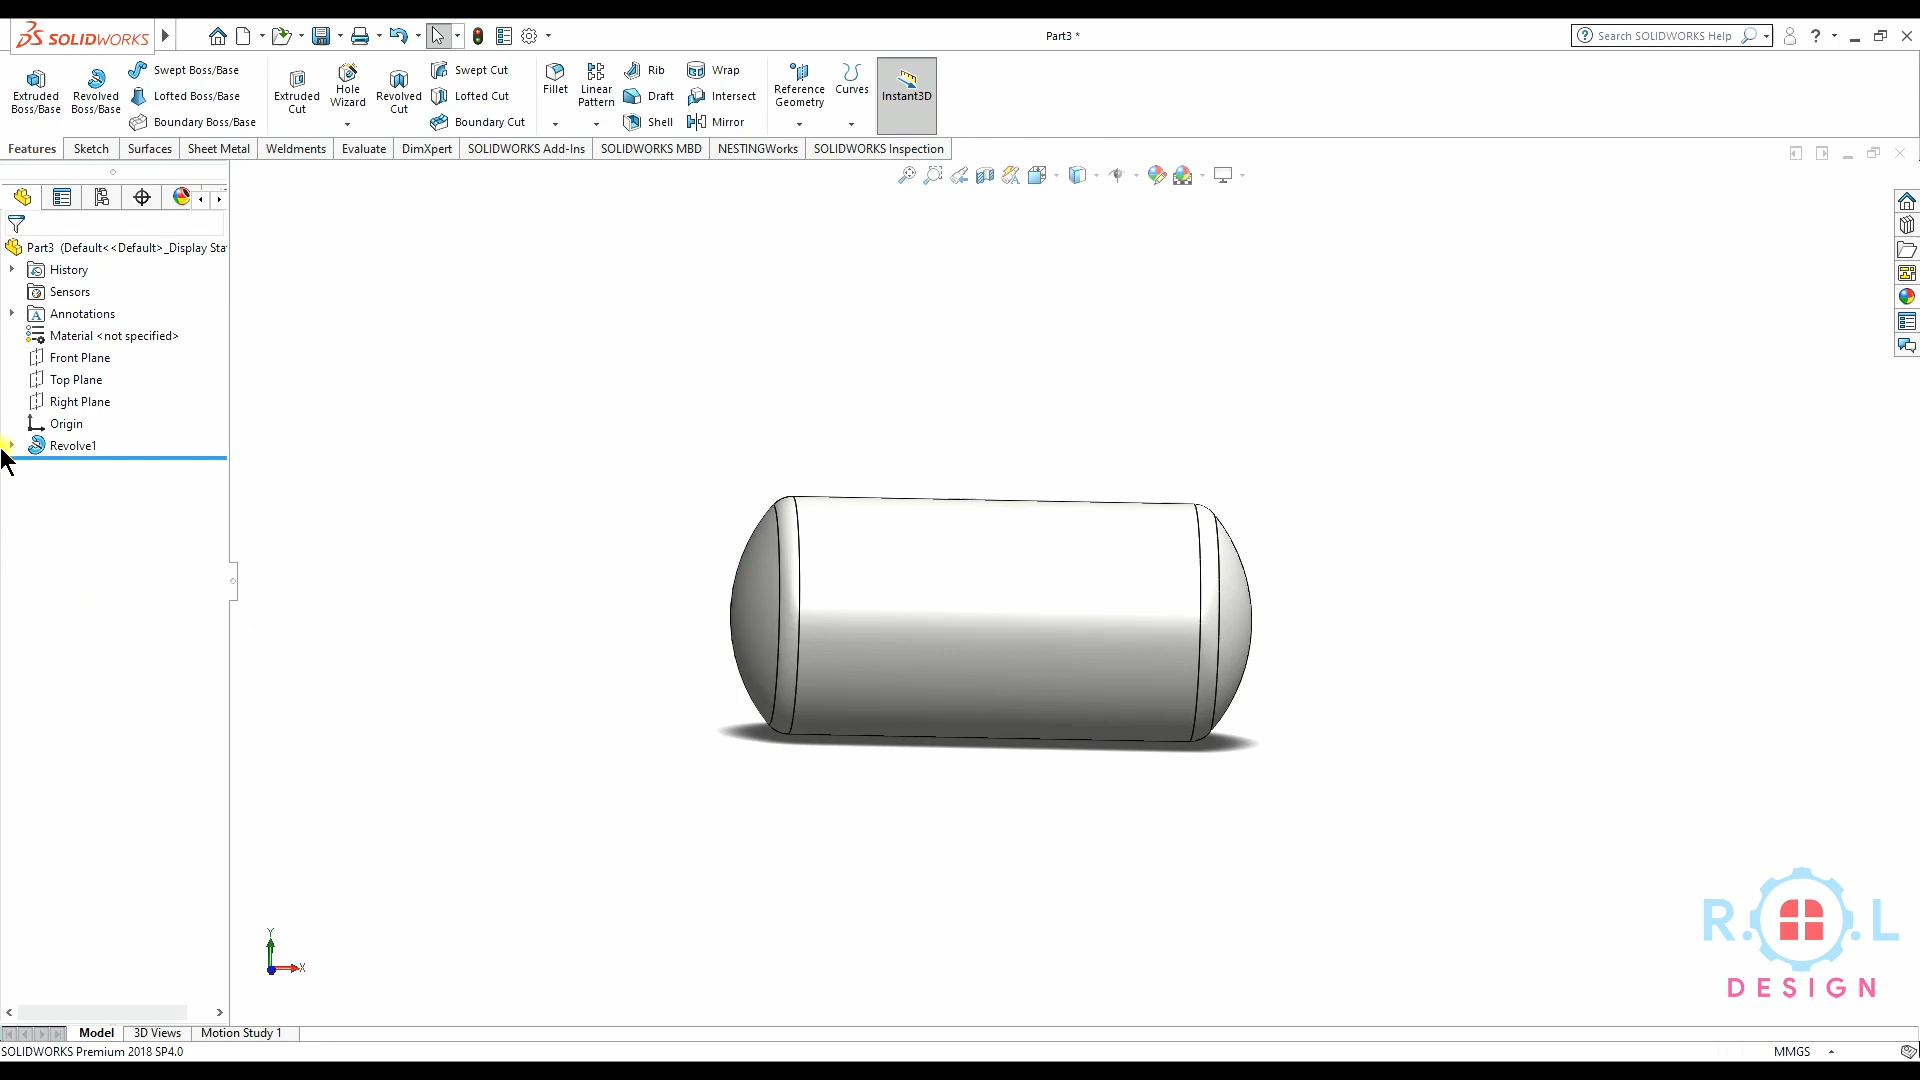 SOLIDWORKS
Part3 *
Search SOLIDWORKS Help
Extruded Boss/Base
Revolved Boss/Base
Swept Boss/Base
Lofted Boss/Base
Boundary Boss/Base
Extruded Cut
Hole Wizard
Revolved Cut
Swept Cut
Lofted Cut
Boundary Cut
Fillet
Linear Pattern
Rib
Draft
Shell
Wrap
Intersect
Mirror
Reference Geometry
Curves
Instant3D
Features
Sketch
Surfaces
Sheet Metal
Weldments
Evaluate
DimXpert
SOLIDWORKS Add-Ins
SOLIDWORKS MBD
NESTINGWorks
SOLIDWORKS Inspection
Part3 (Default<<Default>_Display Sta
History
Sensors
Annotations
Material <not specified>
Front Plane
Top Plane
Right Plane
Origin
Revolve1
Y
X
R. .L
DESIGN
Model
3D Views
Motion Study 1
SOLIDWORKS Premium 2018 SP4.0
MMGS